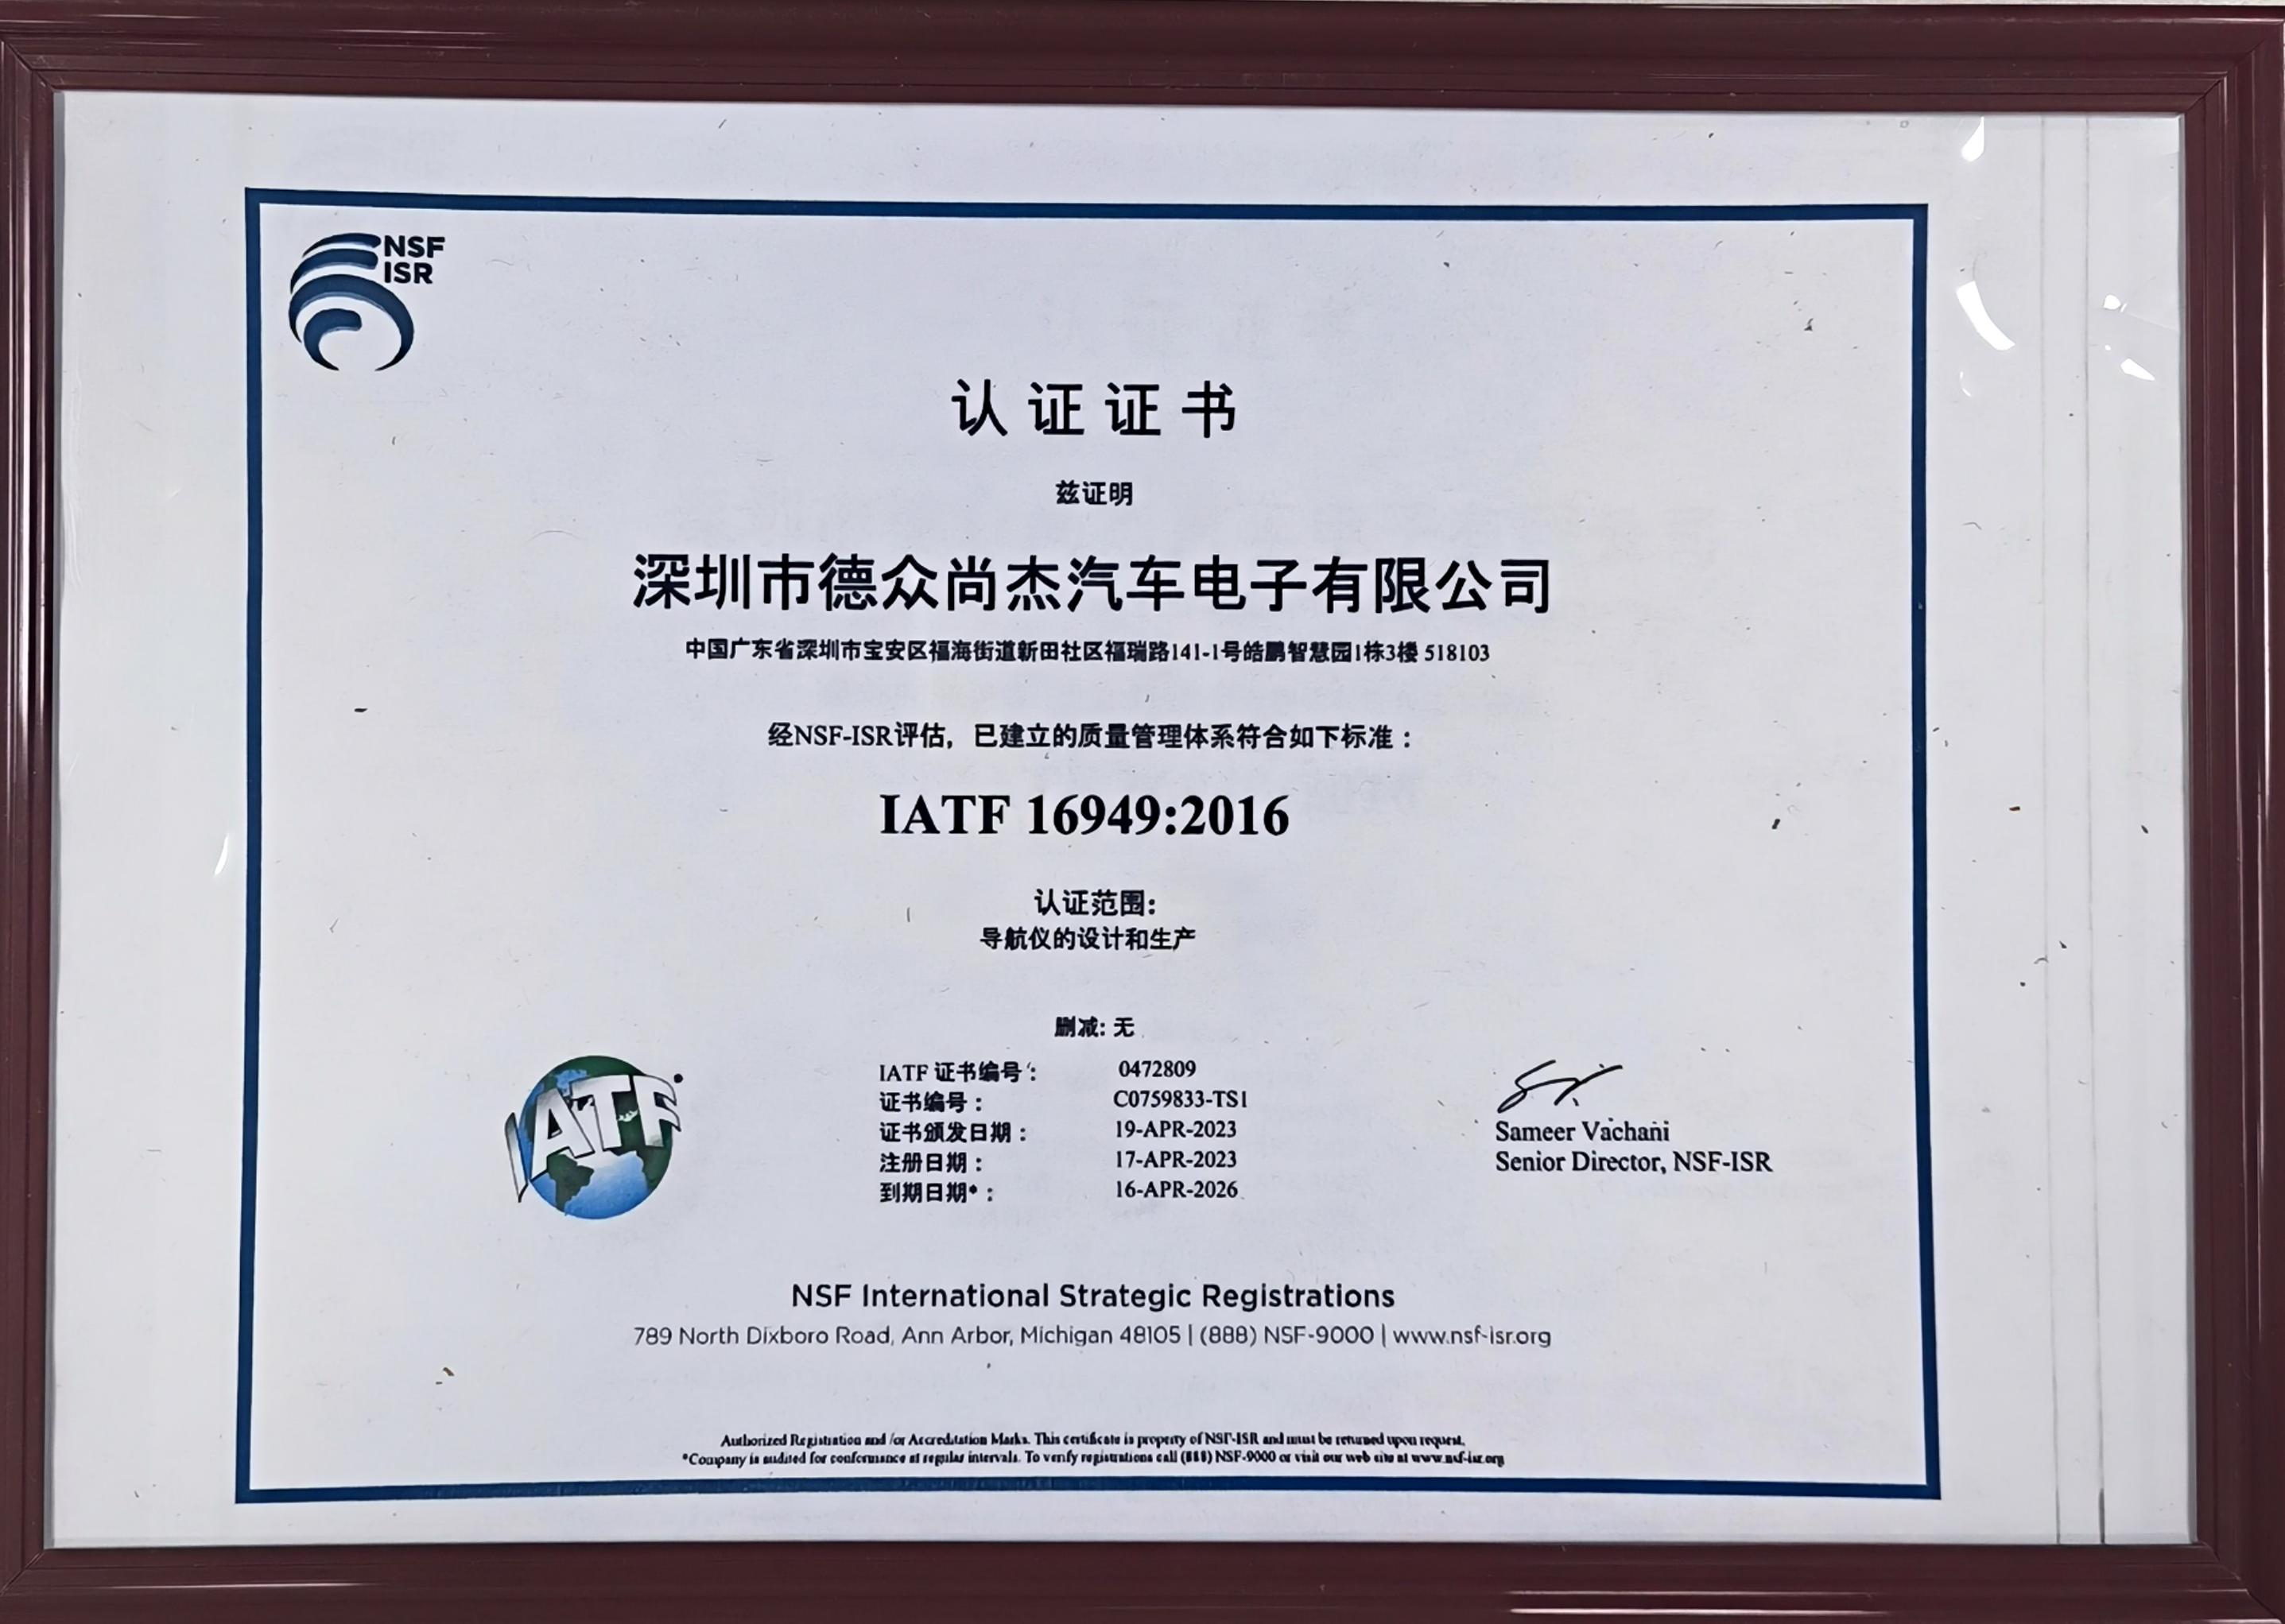 NSF
ISR
认证证书
兹证明
深圳市德众尚杰汽车电子有限公司
中国广东省深圳市宝安区福海街道新田社区福瑞路141-1号皓鹏智慧园1栋3楼 518103
经NSF-ISR评估，已建立的质量管理体系符合如下标准：
IATF 16949:2016
认证范围:
导航仪的设计和生产
删减: 无
IATF
IATF 证书编号： 0472809
证书编号： C0759833-TS1
证书颁发日期： 19-APR-2023
注册日期： 17-APR-2023
到期日期*： 16-APR-2026
Sameer Vachani
Senior Director, NSF-ISR
NSF International Strategic Registrations
789 North Dixboro Road, Ann Arbor, Michigan 48105 | (888) NSF-9000 | www.nsf-isr.org
Authorized Registration and /or Accreditation Marks. This certificate is property of NSF-ISR and must be returned upon request.
*Company is audited for conformance at regular intervals. To verify registrations call (888) NSF-9000 or visit our web site at www.nsf-isr.org